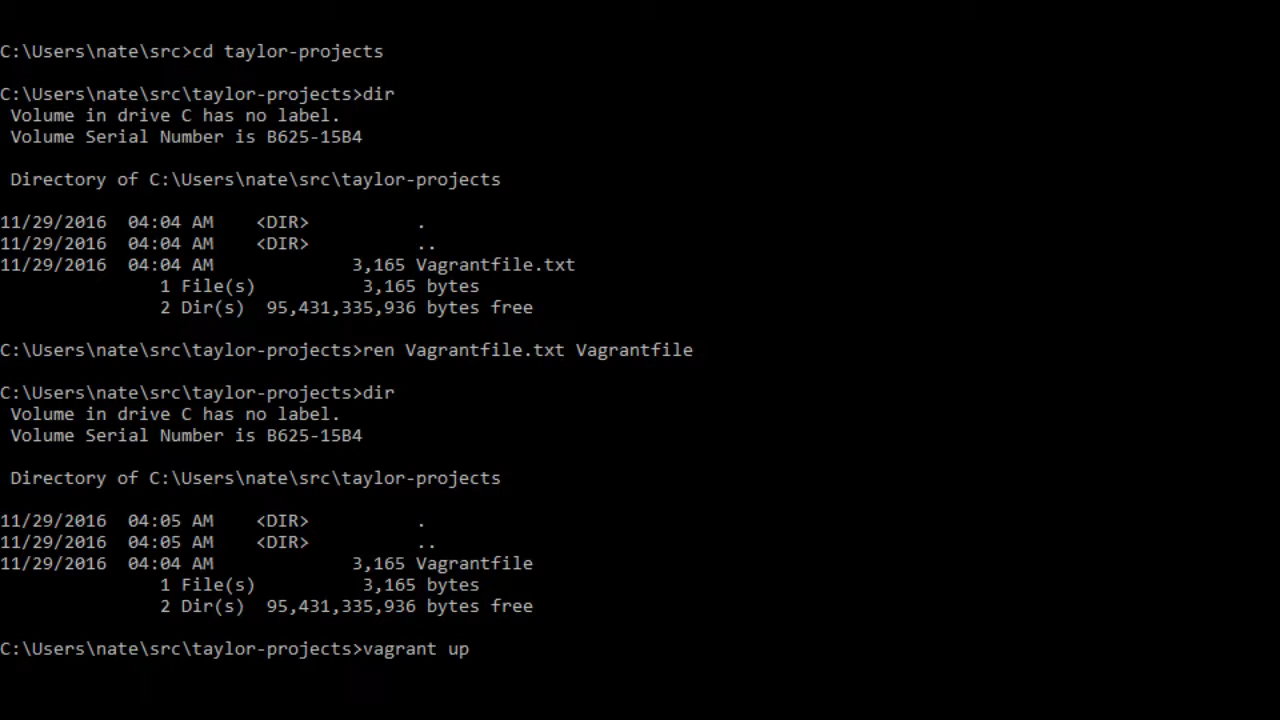 C:\Users\nate\src>cd taylor-projects
C:\Users\nate\src\taylor-projects>dir
Volume in drive C has no label.
Volume Serial Number is B625-15B4
Directory of C:\Users\nate\src\taylor-projects
11/29/2016  04:04 AM    <DIR>          .
11/29/2016  04:04 AM    <DIR>          ..
11/29/2016  04:04 AM             3,165 Vagrantfile.txt
1 File(s)          3,165 bytes
2 Dir(s)  95,431,335,936 bytes free
C:\Users\nate\src\taylor-projects>ren Vagrantfile.txt Vagrantfile
C:\Users\nate\src\taylor-projects>dir
Volume in drive C has no label.
Volume Serial Number is B625-15B4
Directory of C:\Users\nate\src\taylor-projects
11/29/2016  04:05 AM    <DIR>          .
11/29/2016  04:05 AM    <DIR>          ..
11/29/2016  04:04 AM             3,165 Vagrantfile
1 File(s)          3,165 bytes
2 Dir(s)  95,431,335,936 bytes free
C:\Users\nate\src\taylor-projects>vagrant up